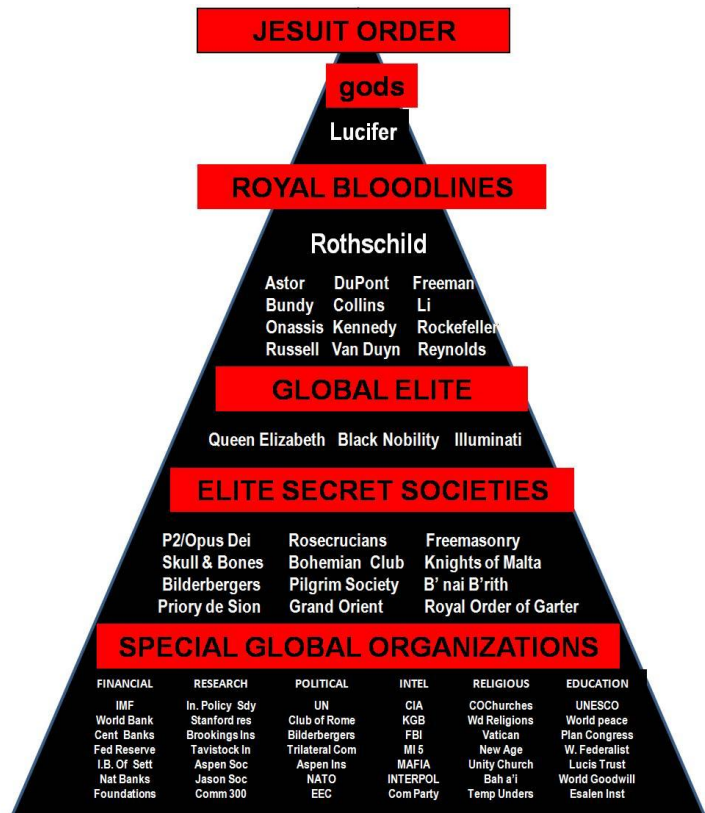 JESUIT ORDER
gods
Lucifer
ROYAL BLOODLINES
Rothschild
Astor DuPont Freeman
Bundy Collins Li
Onassis Kennedy Rockefeller
Russell Van Duyn Reynolds
GLOBAL ELITE
Queen Elizabeth Black Nobility Illuminati
ELITE SECRET SOCIETIES
P2/Opus Dei Rosecrucians Freemasonry
Skull & Bones Bohemian Club Knights of Malta
Bilderbergers Pilgrim Society B' nai B'rith
Priory de Sion Grand Orient Royal Order of Garter
SPECIAL GLOBAL ORGANIZATIONS
FINANCIAL RESEARCH POLITICAL INTEL RELIGIOUS EDUCATION
IMF In. Policy Sdy UN CIA COChurches UNESCO
World Bank Stanford res Club of Rome KGB Wd Religions World peace
Cent Banks Brookings Ins Bilderbergers FBI Vatican Plan Congress
Fed Reserve Tavistock In Trilateral Com MI 5 New Age W. Federalist
I.B. Of Sett Aspen Soc Aspen Ins MAFIA Unity Church Lucis Trust
Nat Banks Jason Soc NATO INTERPOL Bah a'i World Goodwill
Foundations Comm 300 EEC Com Party Temp Unders Esalen Inst